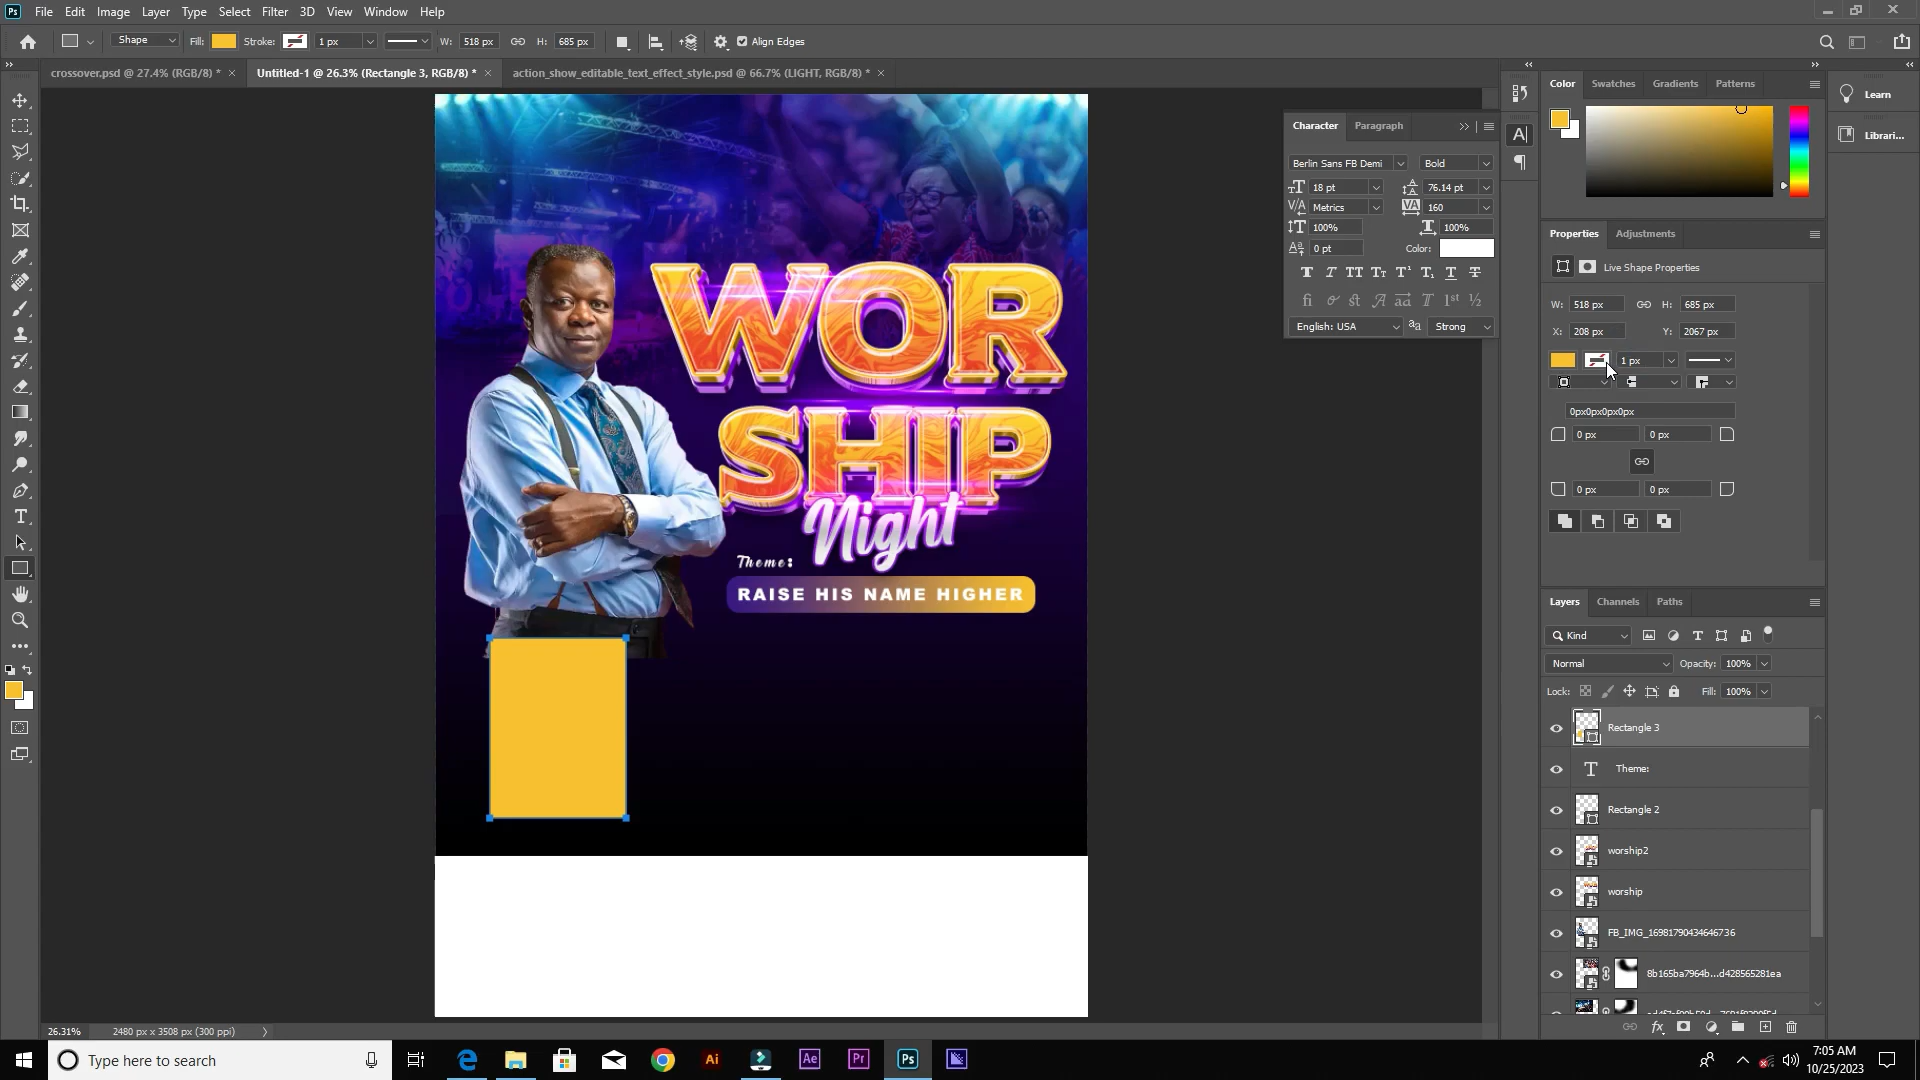 File Edit Image Layer Type Select Filter 3D View Window Help
Shape Fill: Stroke: 1 px W: 518 px H: 685 px Align Edges
crossover.psd @ 27.4% (RGB/8) * × Untitled-1 @ 26.3% (Rectangle 3, RGB/8) * × action_show_editable_text_effect_style.psd @ 66.7% (LIGHT, RGB/8) * ×
WOR
SHIP
Night
Theme:
RAISE HIS NAME HIGHER
Character Paragraph
Berlin Sans FB Demi Bold
18 pt 76.14 pt
Metrics 160
100% 100%
0 pt Color:
English: USA Strong
Color Swatches Gradients Patterns
Learn
Librari...
Properties Adjustments
Live Shape Properties
W: 518 px H: 685 px
X: 208 px Y: 2067 px
1 px
0px0px0px0px
0 px 0 px
0 px 0 px
Layers Channels Paths
Kind
Normal Opacity: 100%
Lock: Fill: 100%
Rectangle 3
Theme:
Rectangle 2
worship2
worship
FB_IMG_16981790434646736
8b165ba7964b...d428565281ea
26.31% 2480 px x 3508 px (300 ppi)
Type here to search
7:05 AM
10/25/2023